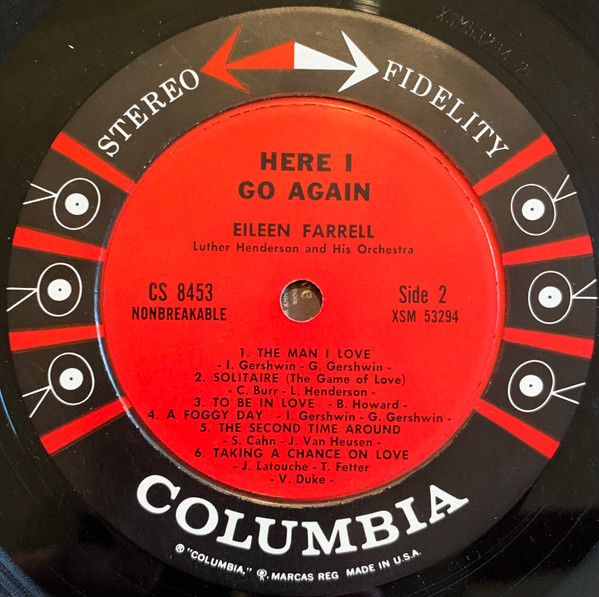 STEREO FIDELITY
HERE I
GO AGAIN
EILEEN FARRELL
Luther Henderson and His Orchestra
CS 8453
NONBREAKABLE
Side 2
XSM 53294
1. THE MAN I LOVE
- I. Gershwin - G. Gershwin -
2. SOLITAIRE (The Game of Love)
- C. Burr - L. Henderson -
3. TO BE IN LOVE - B. Howard -
4. A FOGGY DAY - I. Gershwin - G. Gershwin -
5. THE SECOND TIME AROUND
- S. Cahn - J. Van Heusen -
6. TAKING A CHANCE ON LOVE
- J. Latouche - T. Fetter
- V. Duke -
COLUMBIA
® "COLUMBIA," ®, MARCAS REG MADE IN U.S.A.